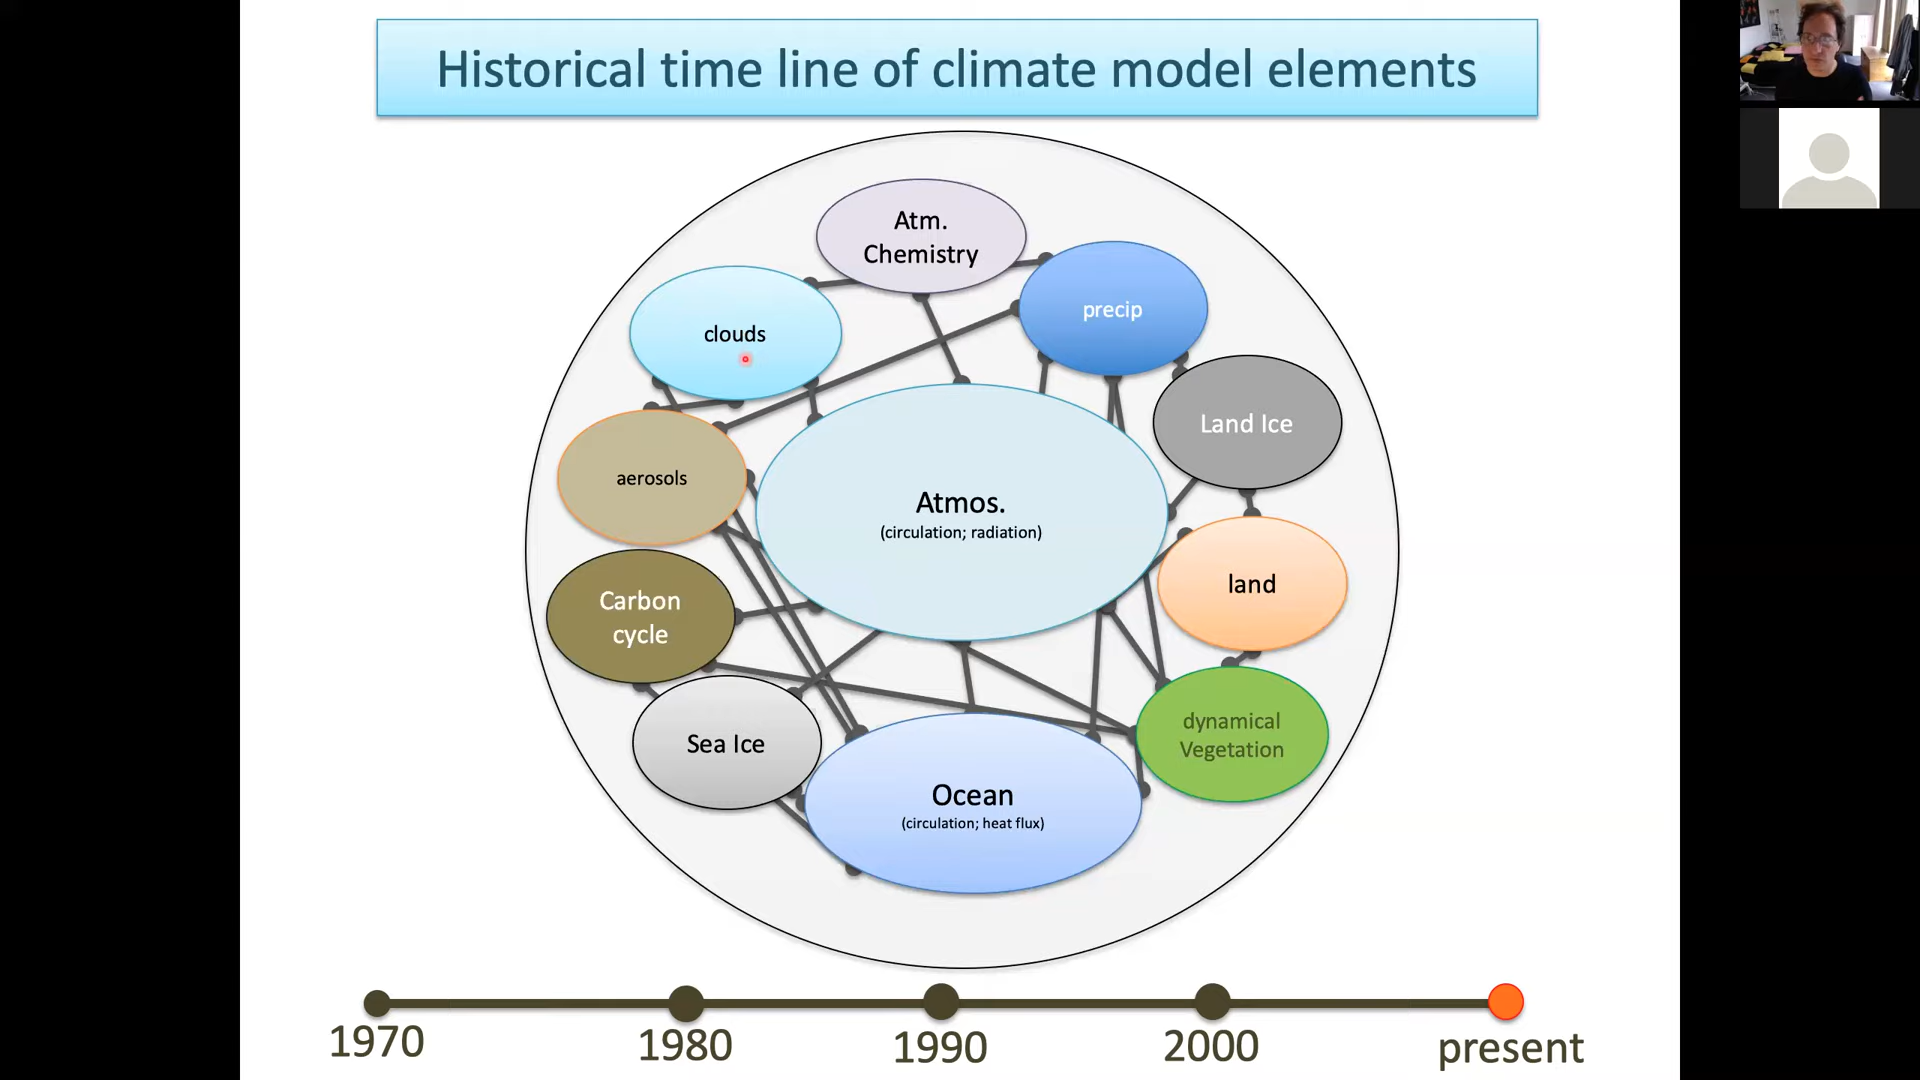 Historical time line of climate model elements
Atm.
Chemistry
precip
clouds
Land Ice
aerosols
Atmos.
(circulation; radiation)
land
Carbon
cycle
dynamical
Vegetation
Sea Ice
Ocean
(circulation; heat flux)
1970
1980
1990
2000
present